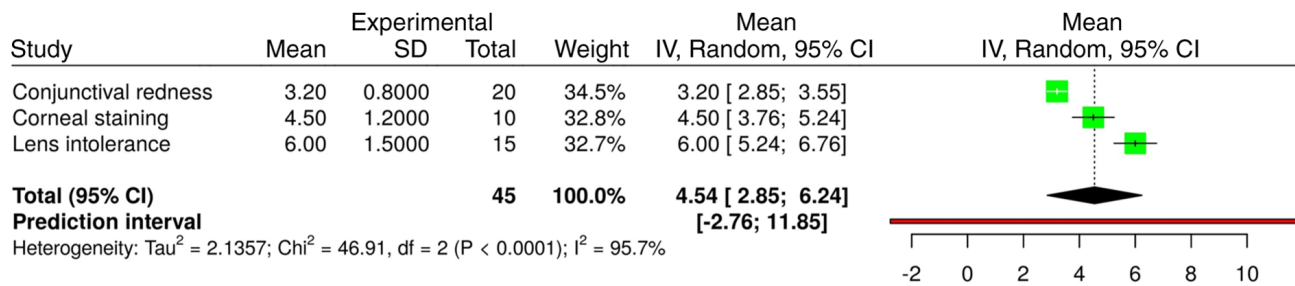 Experimental Mean Mean
Study Mean SD Total Weight IV, Random, 95% CI IV, Random, 95% CI
Conjunctival redness 3.20 0.8000 20 34.5% 3.20 [ 2.85; 3.55]
Corneal staining 4.50 1.2000 10 32.8% 4.50 [ 3.76; 5.24]
Lens intolerance 6.00 1.5000 15 32.7% 6.00 [ 5.24; 6.76]
Total (95% CI) 45 100.0% 4.54 [ 2.85; 6.24]
Prediction interval [-2.76; 11.85]
Heterogeneity: Tau² = 2.1357; Chi² = 46.91, df = 2 (P < 0.0001); I² = 95.7%
-2 0 2 4 6 8 10